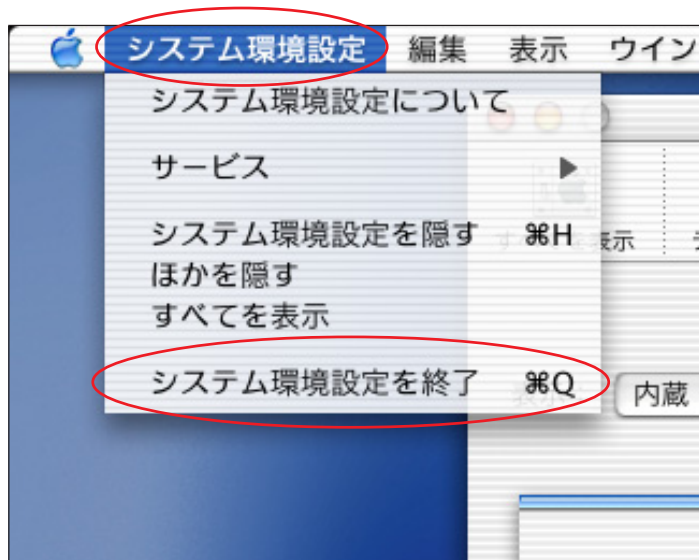 システム環境設定 編集 表示 ウイン
システム環境設定について
サービス
システム環境設定を隠す ⌘H
ほかを隠す
すべてを表示
システム環境設定を終了 ⌘Q
表示
内蔵